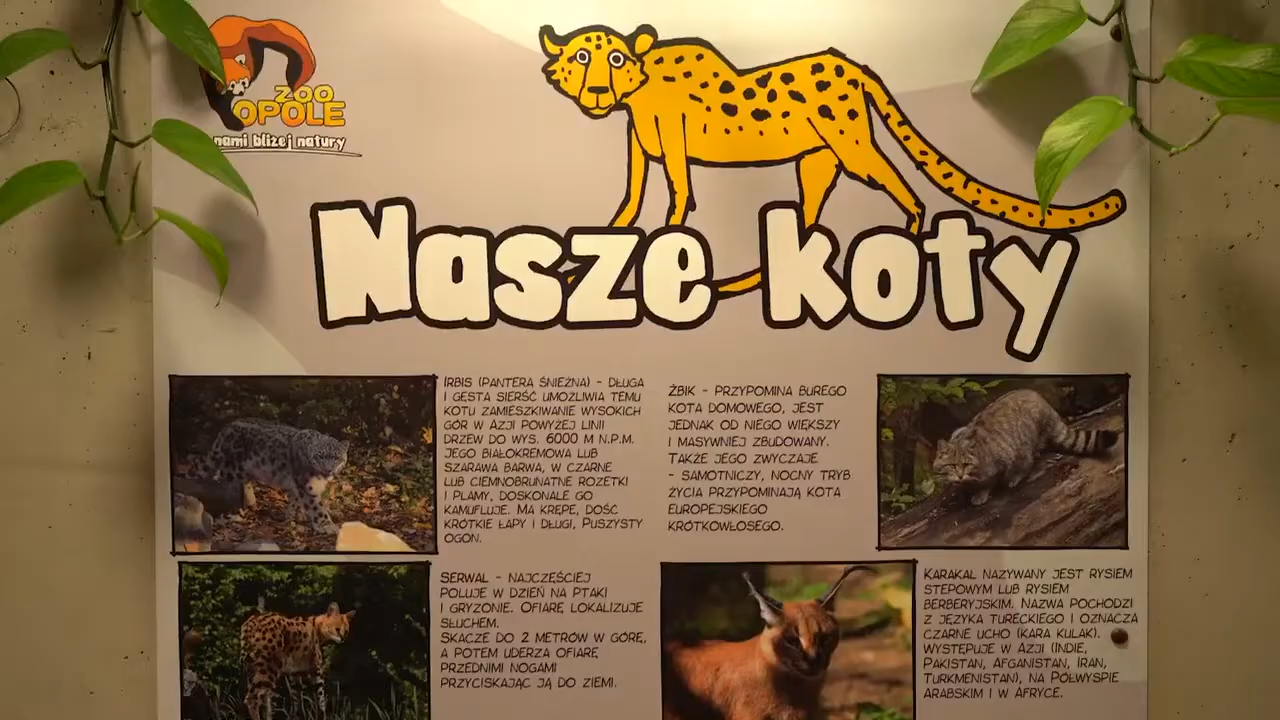 ZOO
OPOLE
nami bliżej natury
Nasze koty
IRBIS (PANTERA ŚNIEŻNA) - DŁUGA
I GĘSTA SIERŚĆ UMOŻLIWIA TEMU
KOTU ZAMIESZKIWANIE WYSOKICH
GÓR W AZJI POWYŻEJ LINII
DRZEW DO WYS. 6000 M N.P.M.
JEGO BIAŁOKREMOWA LUB
SZARAWA BARWA, W CZARNE
LUB CIEMNOBRUNATNE ROZETKI
I PLAMY, DOSKONALE GO
KAMUFLUJE. MA KRĘPE, DOŚĆ
KRÓTKIE ŁAPY I DŁUGI, PUSZYSTY
OGON.
ŻBIK - PRZYPOMINA BUREGO
KOTA DOMOWEGO, JEST
JEDNAK OD NIEGO WIĘKSZY
I MASYWNIEJ ZBUDOWANY.
TAKŻE JEGO ZWYCZAJE
- SAMOTNICZY, NOCNY TRYB
ŻYCIA PRZYPOMINAJĄ KOTA
EUROPEJSKIEGO
KRÓTKOWŁOSEGO.
SERWAL - NAJCZĘŚCIEJ
POLUJE W DZIEŃ NA PTAKI
I GRYZONIE. OFIARĘ LOKALIZUJE
SŁUCHEM.
SKACZE DO 2 METRÓW W GÓRĘ,
A POTEM UDERZA OFIARĘ
PRZEDNIMI NOGAMI
PRZYCISKAJĄC JĄ DO ZIEMI.
KARAKAL NAZYWANY JEST RYSIEM
STEPOWYM LUB RYSIEM
BERBERYJSKIM. NAZWA POCHODZI
Z JĘZYKA TURECKIEGO I OZNACZA
CZARNE UCHO (KARA KULAK).
WYSTĘPUJE W AZJI (INDIE,
PAKISTAN, AFGANISTAN, IRAN,
TURKMENISTAN), NA PÓŁWYSPIE
ARABSKIM I W AFRYCE.